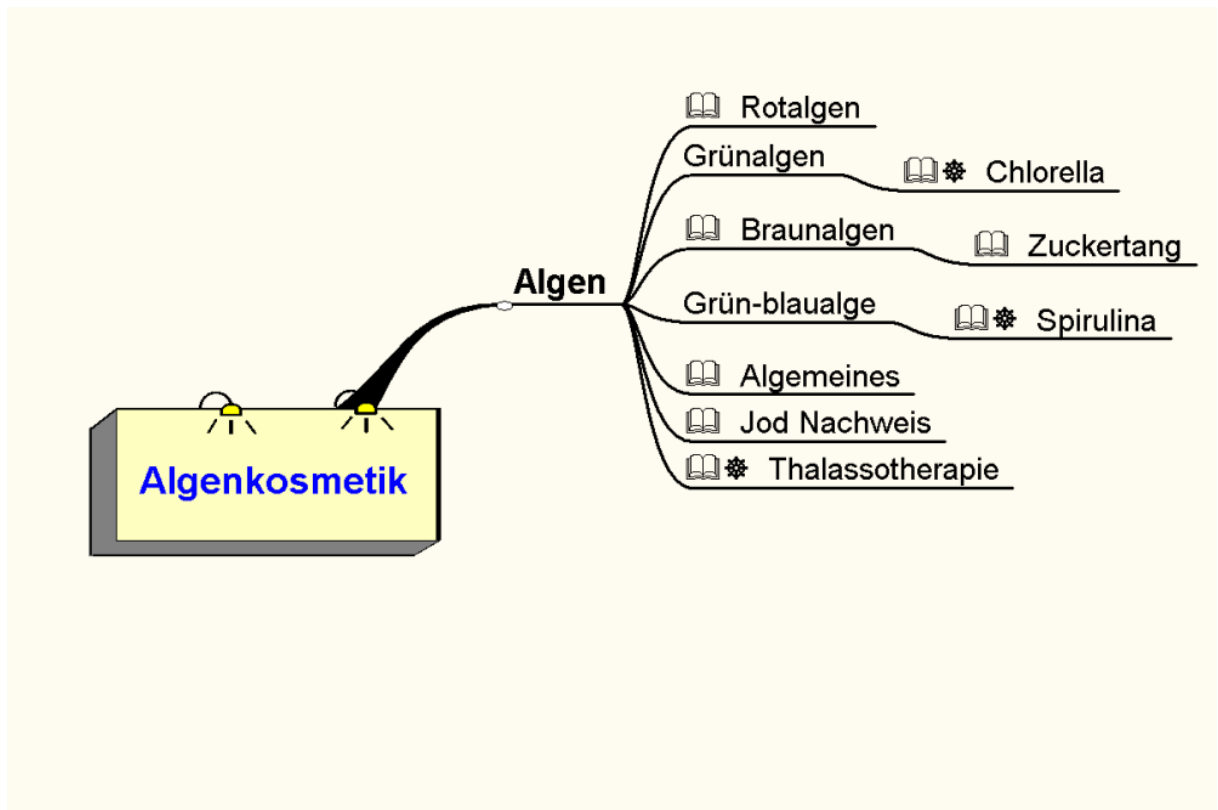 Rotalgen
Grünalgen
Chlorella
Braunalgen
Zuckertang
Algen
Grün-blaualge
Spirulina
Algemeines
Jod Nachweis
Thalassotherapie
Algenkosmetik